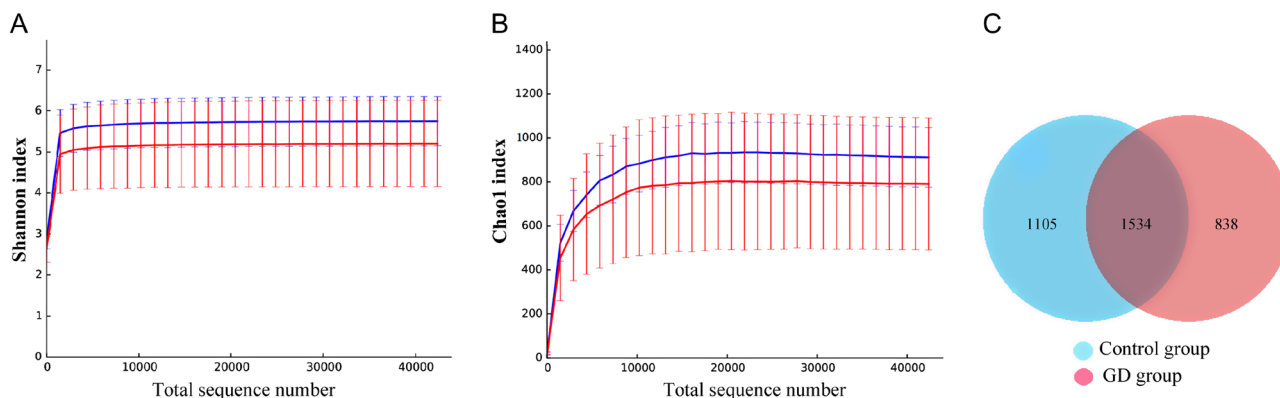 A
Shannon index
7
6
5
4
3
2
1
0
0 10000 20000 30000 40000
Total sequence number
B
Chao1 index
1400
1200
1000
800
600
400
200
0
0 10000 20000 30000 40000
Total sequence number
C
1105 1534 838
Control group
GD group